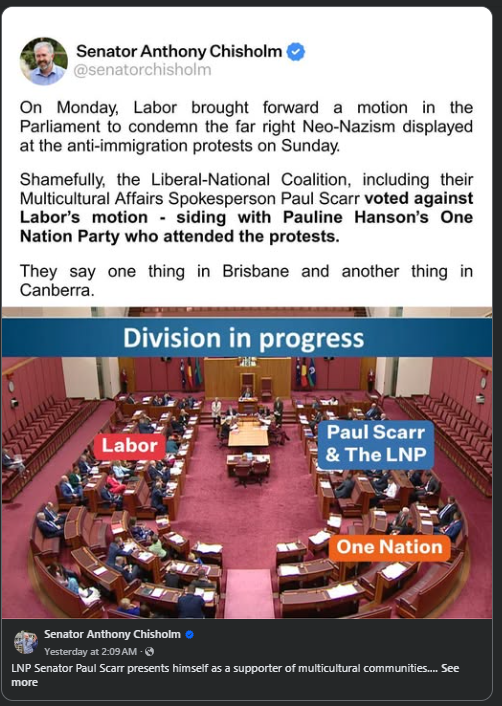 Senator Anthony Chisholm
@senatorchisholm
On Monday, Labor brought forward a motion in the
Parliament to condemn the far right Neo-Nazism displayed
at the anti-immigration protests on Sunday.
Shamefully, the Liberal-National Coalition, including their
Multicultural Affairs Spokesperson Paul Scarr voted against
Labor's motion - siding with Pauline Hanson's One
Nation Party who attended the protests.
They say one thing in Brisbane and another thing in
Canberra.
Division in progress
Labor
Paul Scarr
& The LNP
One Nation
Senator Anthony Chisholm
Yesterday at 2:09 AM ·
LNP Senator Paul Scarr presents himself as a supporter of multicultural communities.... See
more